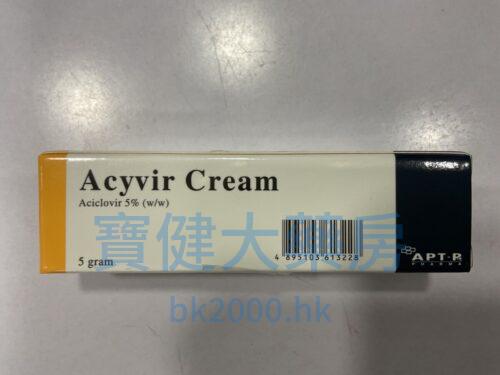 Acyvir Cream
Aciclovir 5% (w/w)
寶健大藥房
4 895103 613228
APT·P
PHARMA
5 gram
bk2000.hk